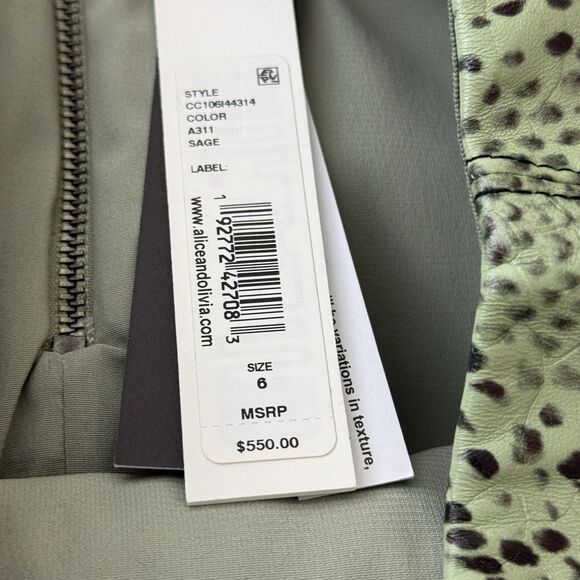 STYLE
CC106I44314
COLOR
A311
SAGE
LABEL:
www.aliceandolivia.com
1 92772 42708 3
SIZE
6
MSRP
$550.00
be variations in texture,